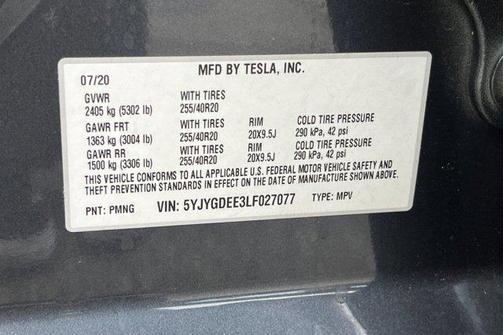 07/20 MFD BY TESLA, INC.
GVWR WITH TIRES
2405 kg (5302 lb) 255/40R20
GAWR FRT WITH TIRES RIM COLD TIRE PRESSURE
1363 kg (3004 lb) 255/40R20 20X9.5J 290 kPa, 42 psi
GAWR RR WITH TIRES RIM COLD TIRE PRESSURE
1500 kg (3306 lb) 255/40R20 20X9.5J 290 kPa, 42 psi
THIS VEHICLE CONFORMS TO ALL APPLICABLE U.S. FEDERAL MOTOR VEHICLE SAFETY AND
THEFT PREVENTION STANDARDS IN EFFECT ON THE DATE OF MANUFACTURE SHOWN ABOVE.
PNT: PMNG VIN: 5YJYGDEE3LF027077 TYPE: MPV